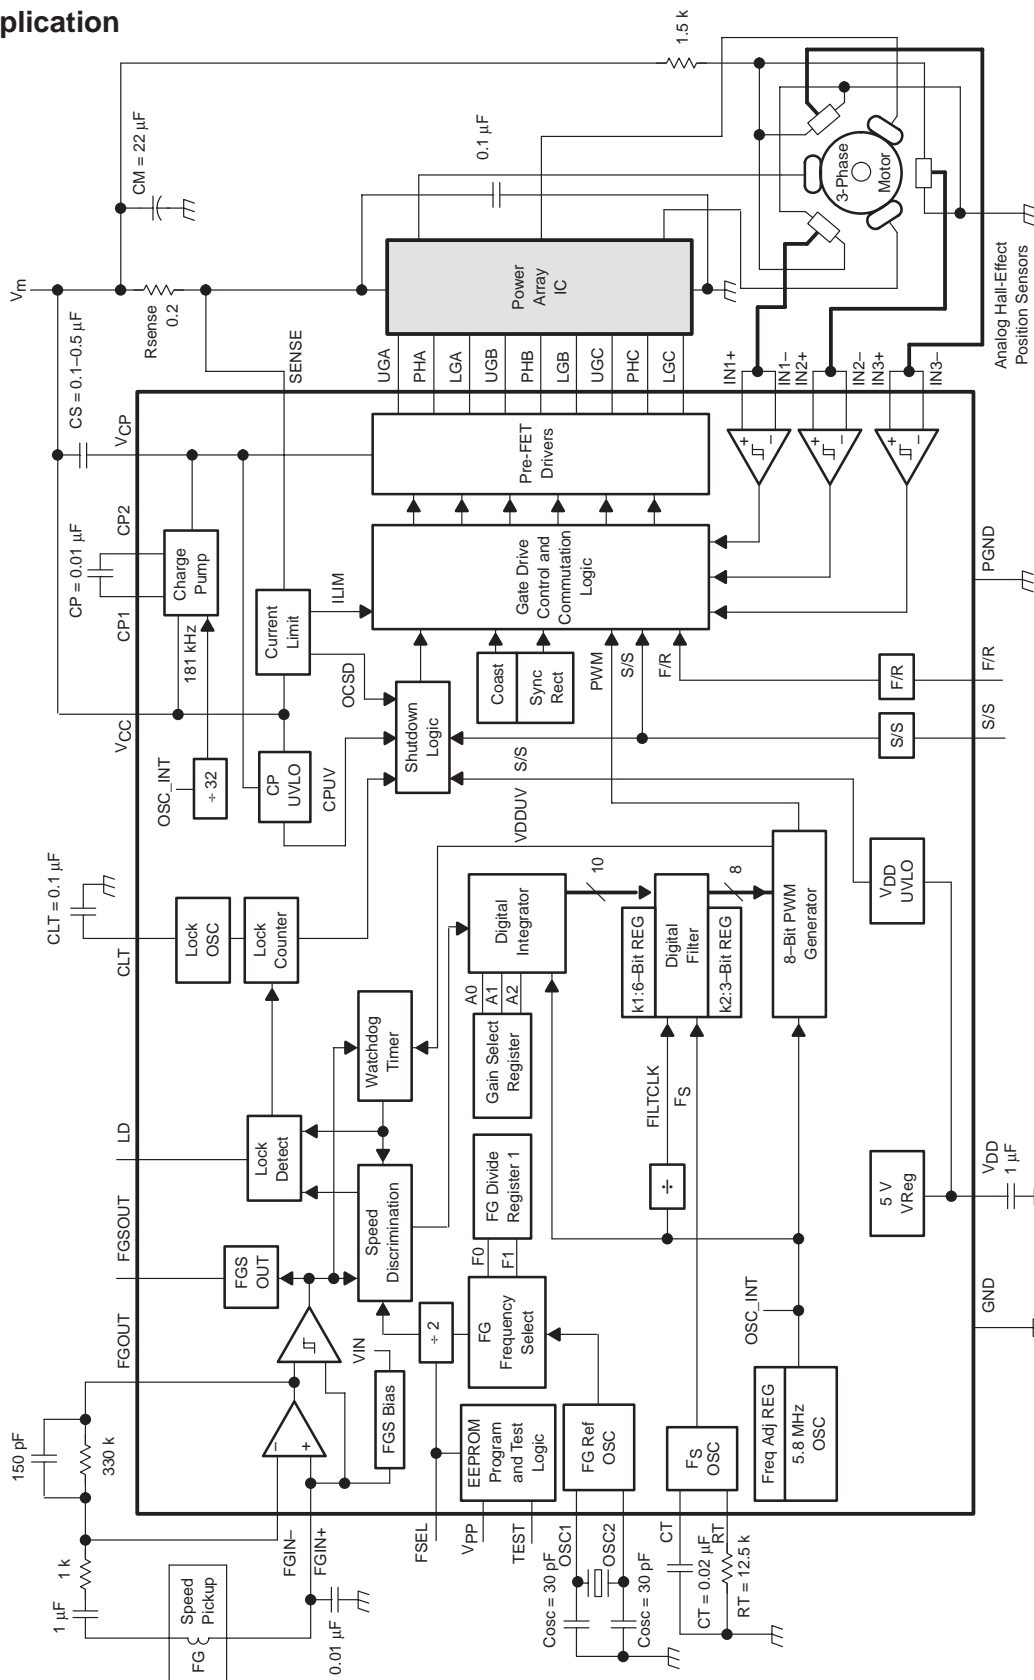 plication
Vm
CM = 22 µF
1.5 k
Rsense
0.2
CS = 0.1–0.5 µF
0.1 µF
SENSE
Power
Array
IC
3-Phase
Motor
Analog Hall-Effect
Position Sensors
UGA
PHA
LGA
UGB
PHB
LGB
UGC
PHC
LGC
IN1+
IN1–
IN2+
IN2–
IN3+
IN3–
VCP
CP2
CP = 0.01 µF
CP1
VCC
Charge
Pump
181 kHz
Pre-FET
Drivers
+
–
+
–
+
–
Current
Limit
ILIM
OCSD
Gate Drive
Control and
Commutation
Logic
PGND
OSC_INT
÷ 32
CP
UVLO
CPUV
Shutdown
Logic
Coast
Sync
Rect
PWM
S/S
F/R
F/R
F/R
S/S
S/S
S/S
VDDUV
CLT = 0.1 µF
CLT
Lock
OSC
Lock
Counter
Digital
Integrator
10
k1:6–Bit REG
Digital
Filter
k2:3–Bit REG
8
8–Bit PWM
Generator
VDD
UVLO
A0
A1
A2
Gain Select
Register
Watchdog
Timer
LD
Lock
Detect
FILTCLK
FS
÷
FG Divide
Register 1
F0
F1
5 V
VReg
VDD
1 µF
FGSOUT
FGS
OUT
Speed
Discrimination
÷ 2
FG
Frequency
Select
OSC_INT
GND
FGOUT
VIN
FGS Bias
EEPROM
Program
and Test
Logic
FG Ref
OSC
FS
OSC
Freq Adj REG
5.8 MHz
OSC
150 pF
330 k
–
+
FGIN–
FGIN+
FSEL
VPP
TEST
OSC1
OSC2
CT
RT
1 k
1 µF
Speed
Pickup
FG
0.01 µF
Cosc = 30 pF
Cosc = 30 pF
CT = 0.02 µF
RT = 12.5 k